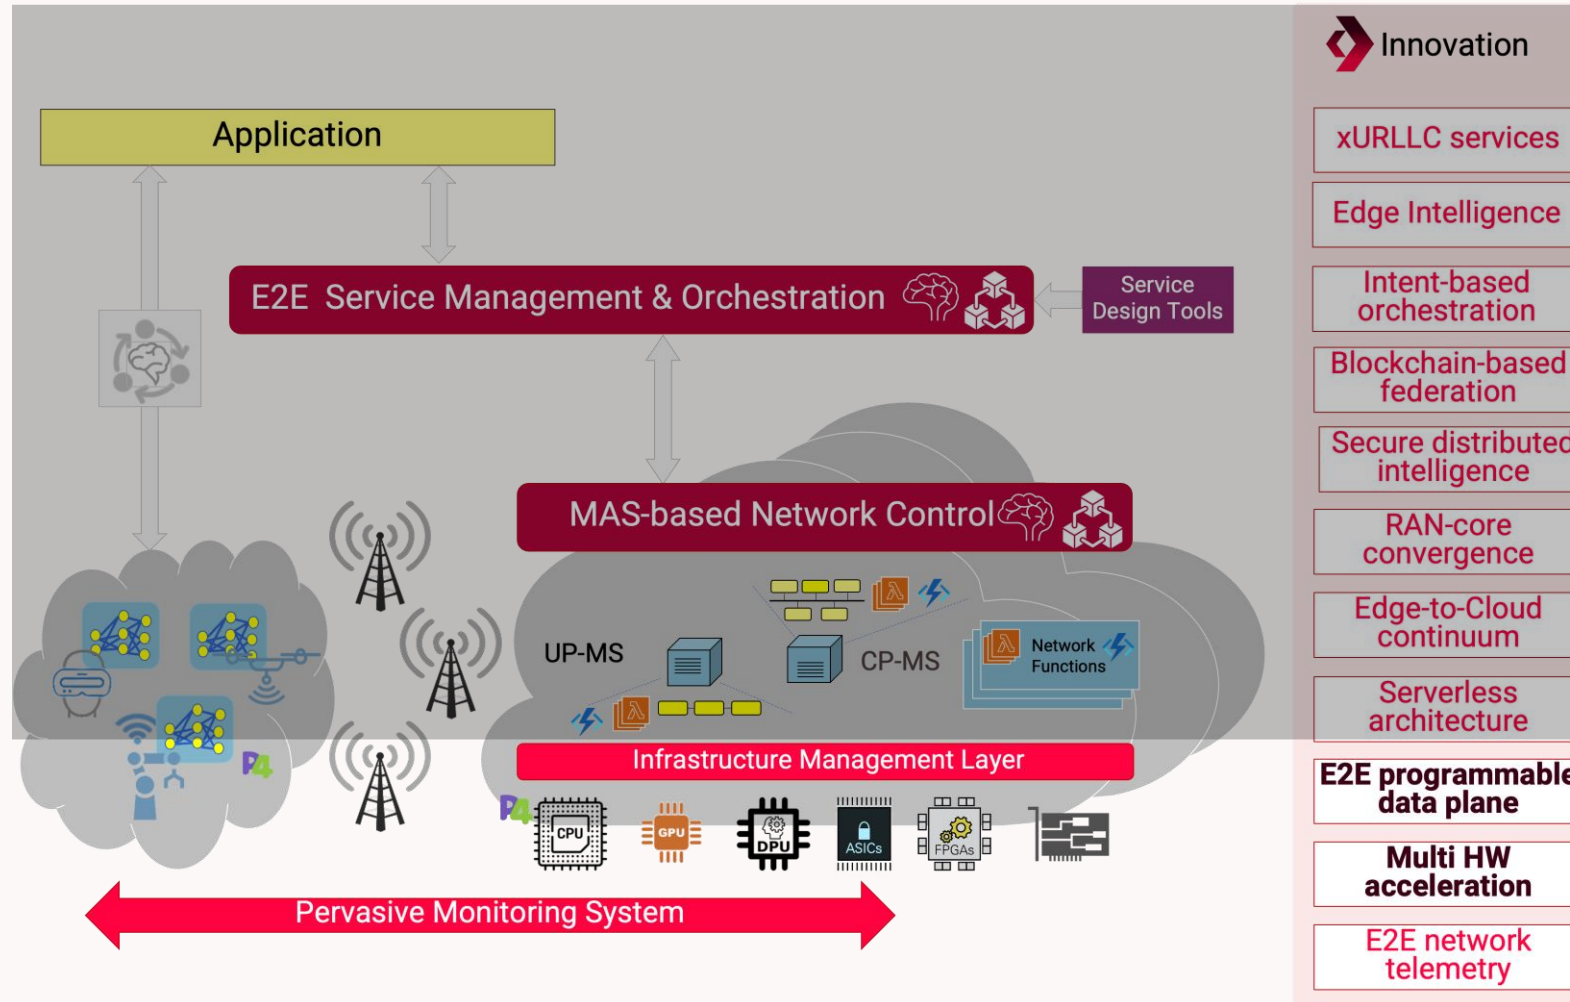 Innovation
Application
xURLLC services
Edge Intelligence
E2E Service Management & Orchestration
Service
Design Tools
Intent-based
orchestration
Blockchain-based
federation
Secure distributed
intelligence
MAS-based Network Control
RAN-core
convergence
Edge-to-Cloud
continuum
UP-MS
CP-MS
λ
λ
λ
Network
Functions
Serverless
architecture
Infrastructure Management Layer
P4
P4
CPU
GPU
DPU
ASICs
FPGAs
E2E programmable
data plane
Multi HW
acceleration
Pervasive Monitoring System
E2E network
telemetry